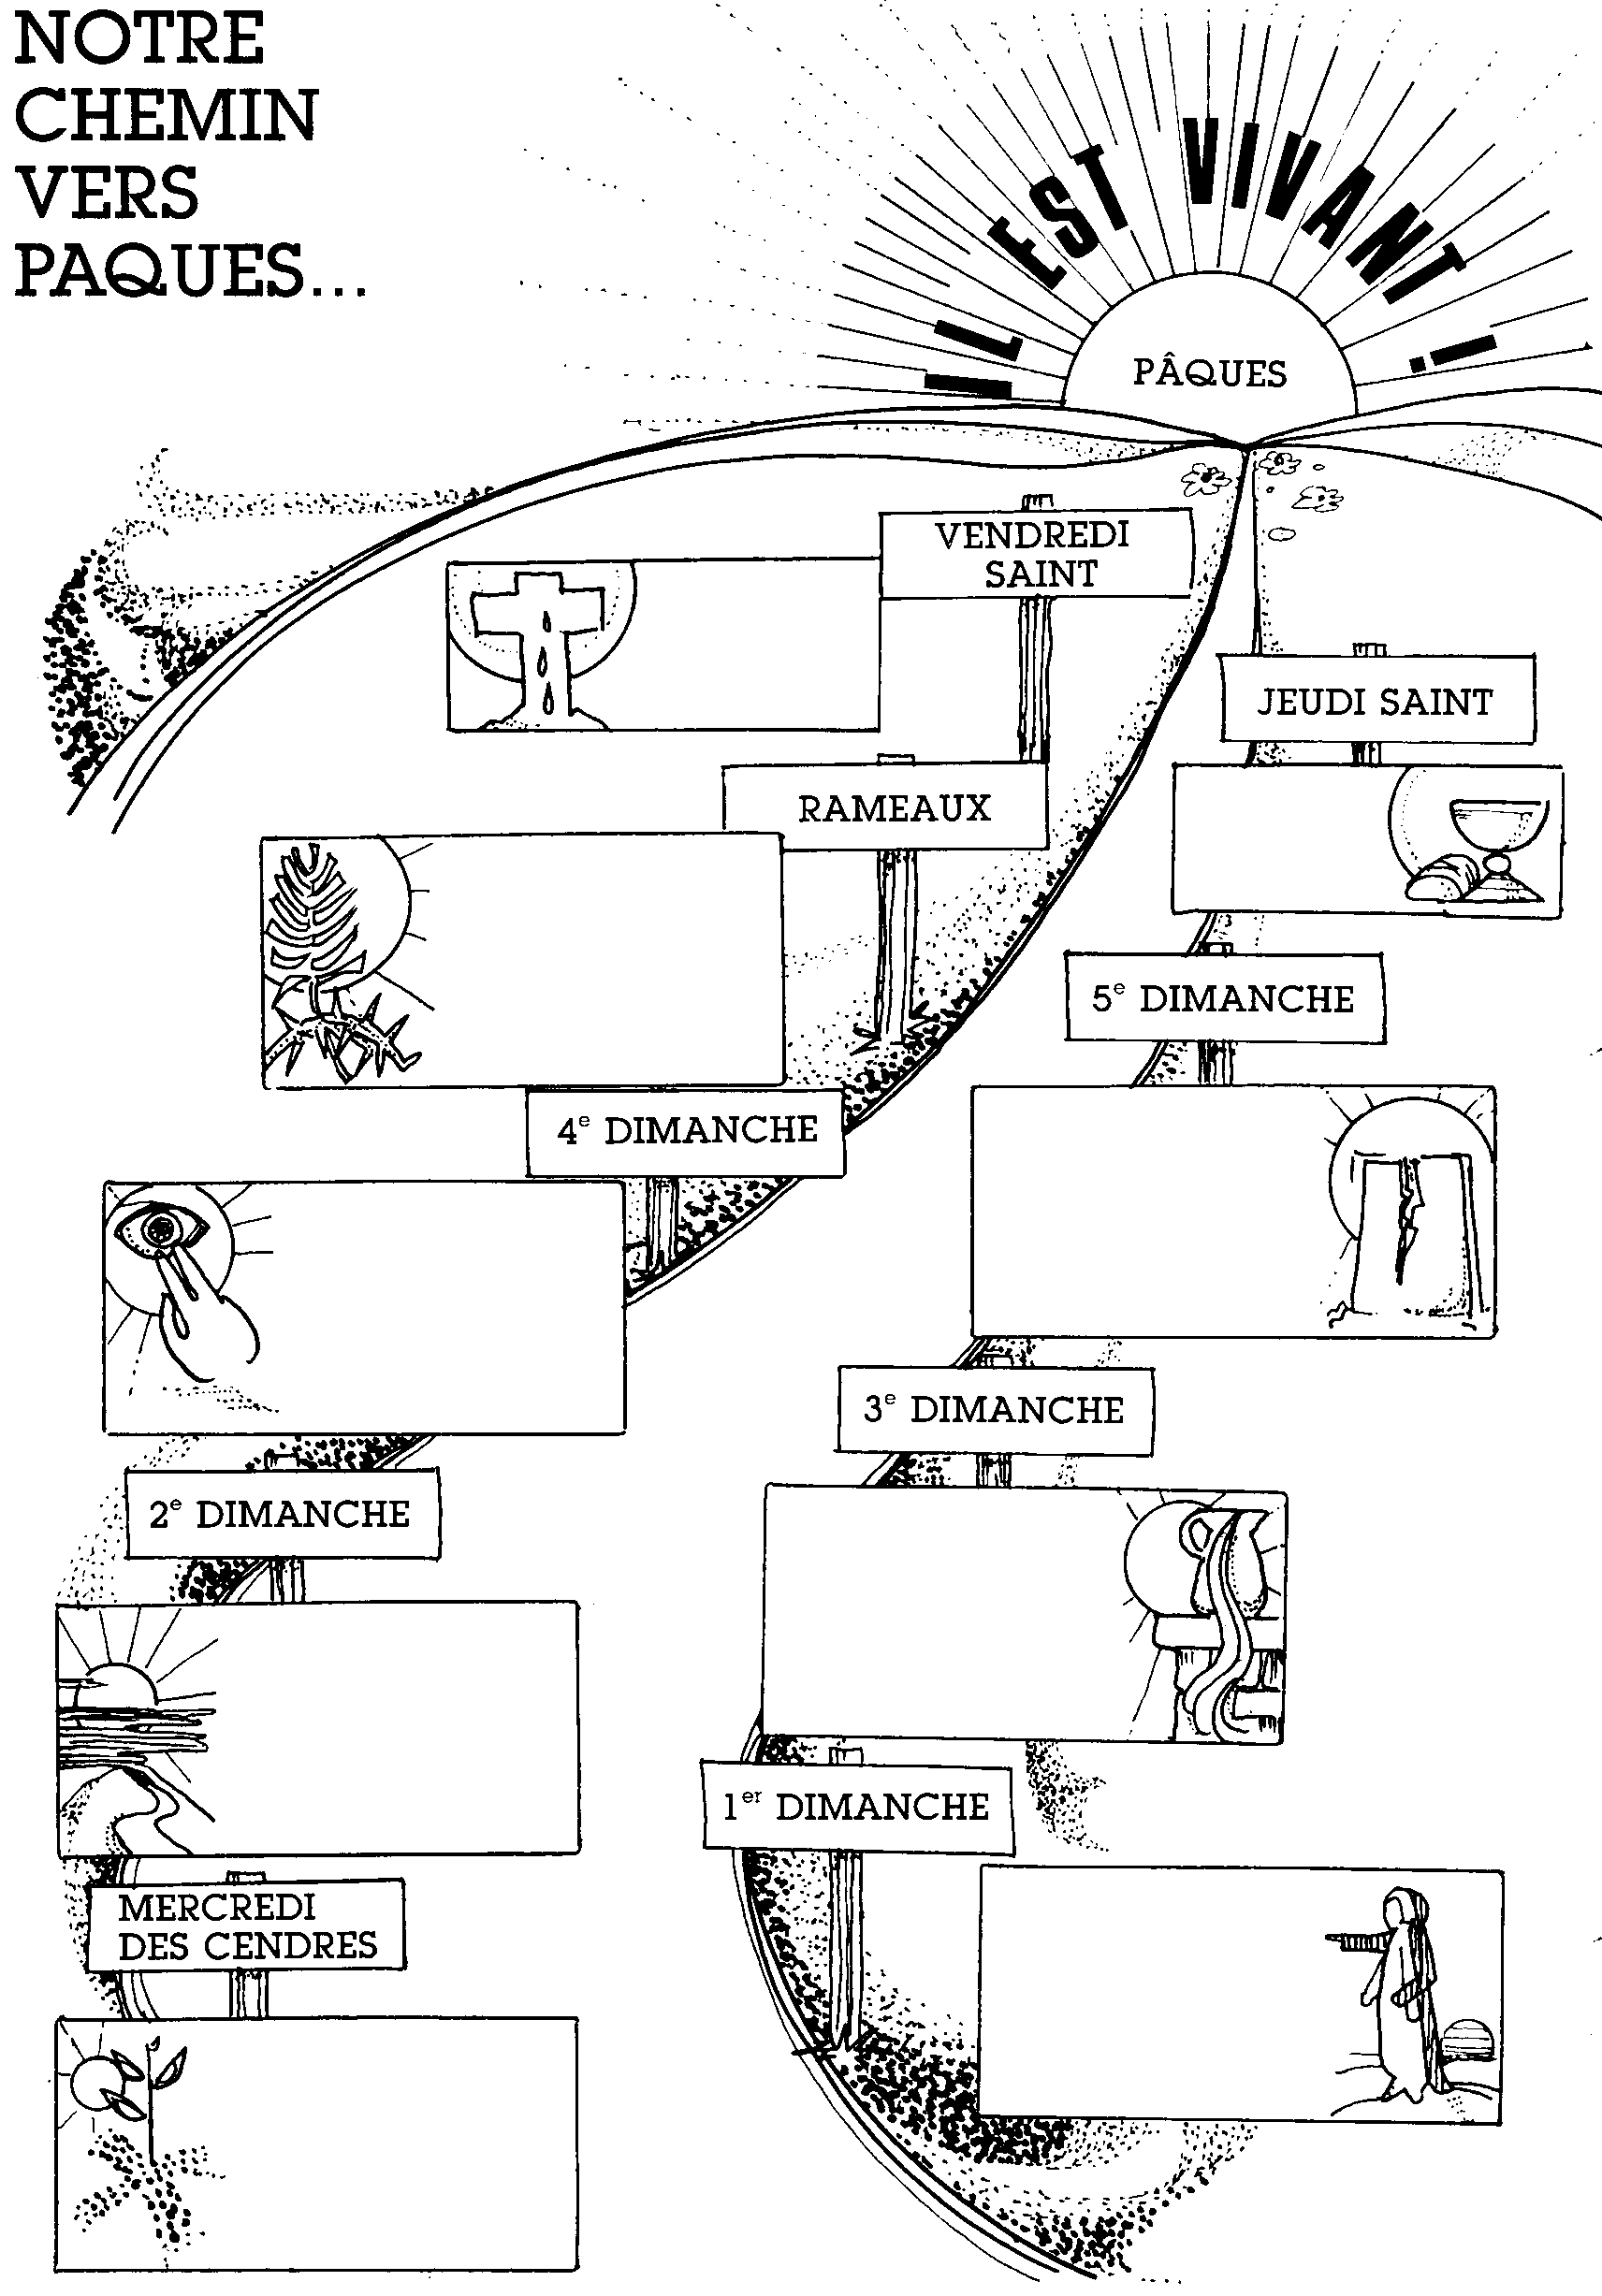 NOTRE
CHEMIN
VERS
PAQUES...
IL EST VIVANT !
PÂQUES
VENDREDI
SAINT
JEUDI SAINT
RAMEAUX
5e DIMANCHE
4e DIMANCHE
3e DIMANCHE
2e DIMANCHE
1er DIMANCHE
MERCREDI
DES CENDRES